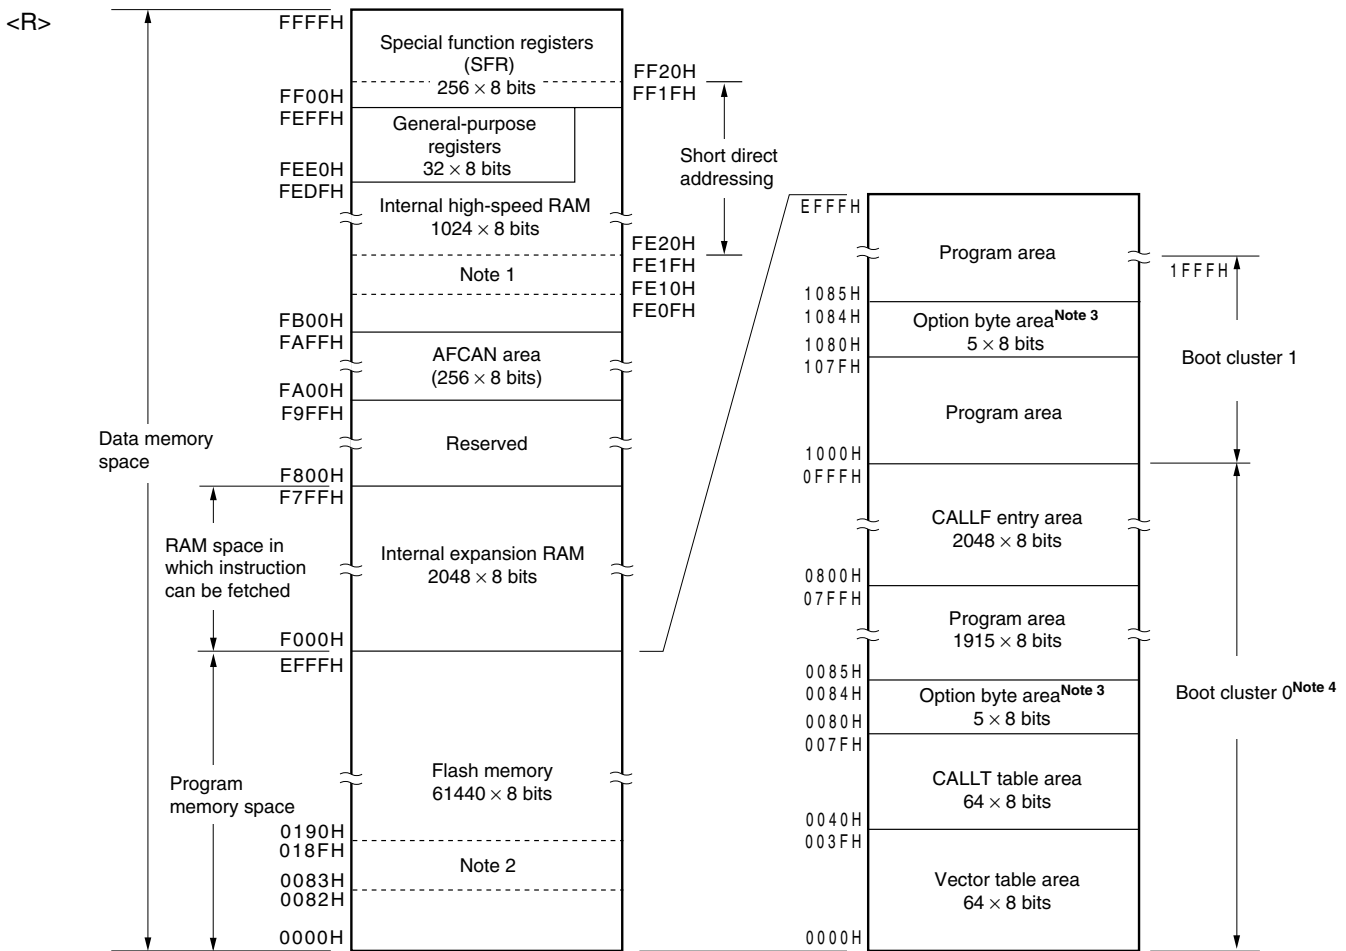 <R>
FFFFH
Special function registers
(SFR)
256 × 8 bits
FF20H
FF1FH
FF00H
FEFFH
General-purpose
registers
32 × 8 bits
Short direct
addressing
FEE0H
FEDFH
Internal high-speed RAM
1024 × 8 bits
FE20H
FE1FH
Note 1
FE10H
FE0FH
FB00H
FAFFH
AFCAN area
(256 × 8 bits)
FA00H
F9FFH
Reserved
Data memory
space
F800H
F7FFH
RAM space in
which instruction
can be fetched
Internal expansion RAM
2048 × 8 bits
F000H
EFFFH
Flash memory
61440 × 8 bits
Program
memory space
0190H
018FH
Note 2
0083H
0082H
0000H
EFFFH
Program area
1FFFH
1085H
1084H
Option byte area Note 3
5 × 8 bits
1080H
107FH
Boot cluster 1
Program area
1000H
0FFFH
CALLF entry area
2048 × 8 bits
0800H
07FFH
Program area
1915 × 8 bits
0085H
0084H
Option byte area Note 3
5 × 8 bits
Boot cluster 0 Note 4
0080H
007FH
CALLT table area
64 × 8 bits
0040H
003FH
Vector table area
64 × 8 bits
0000H